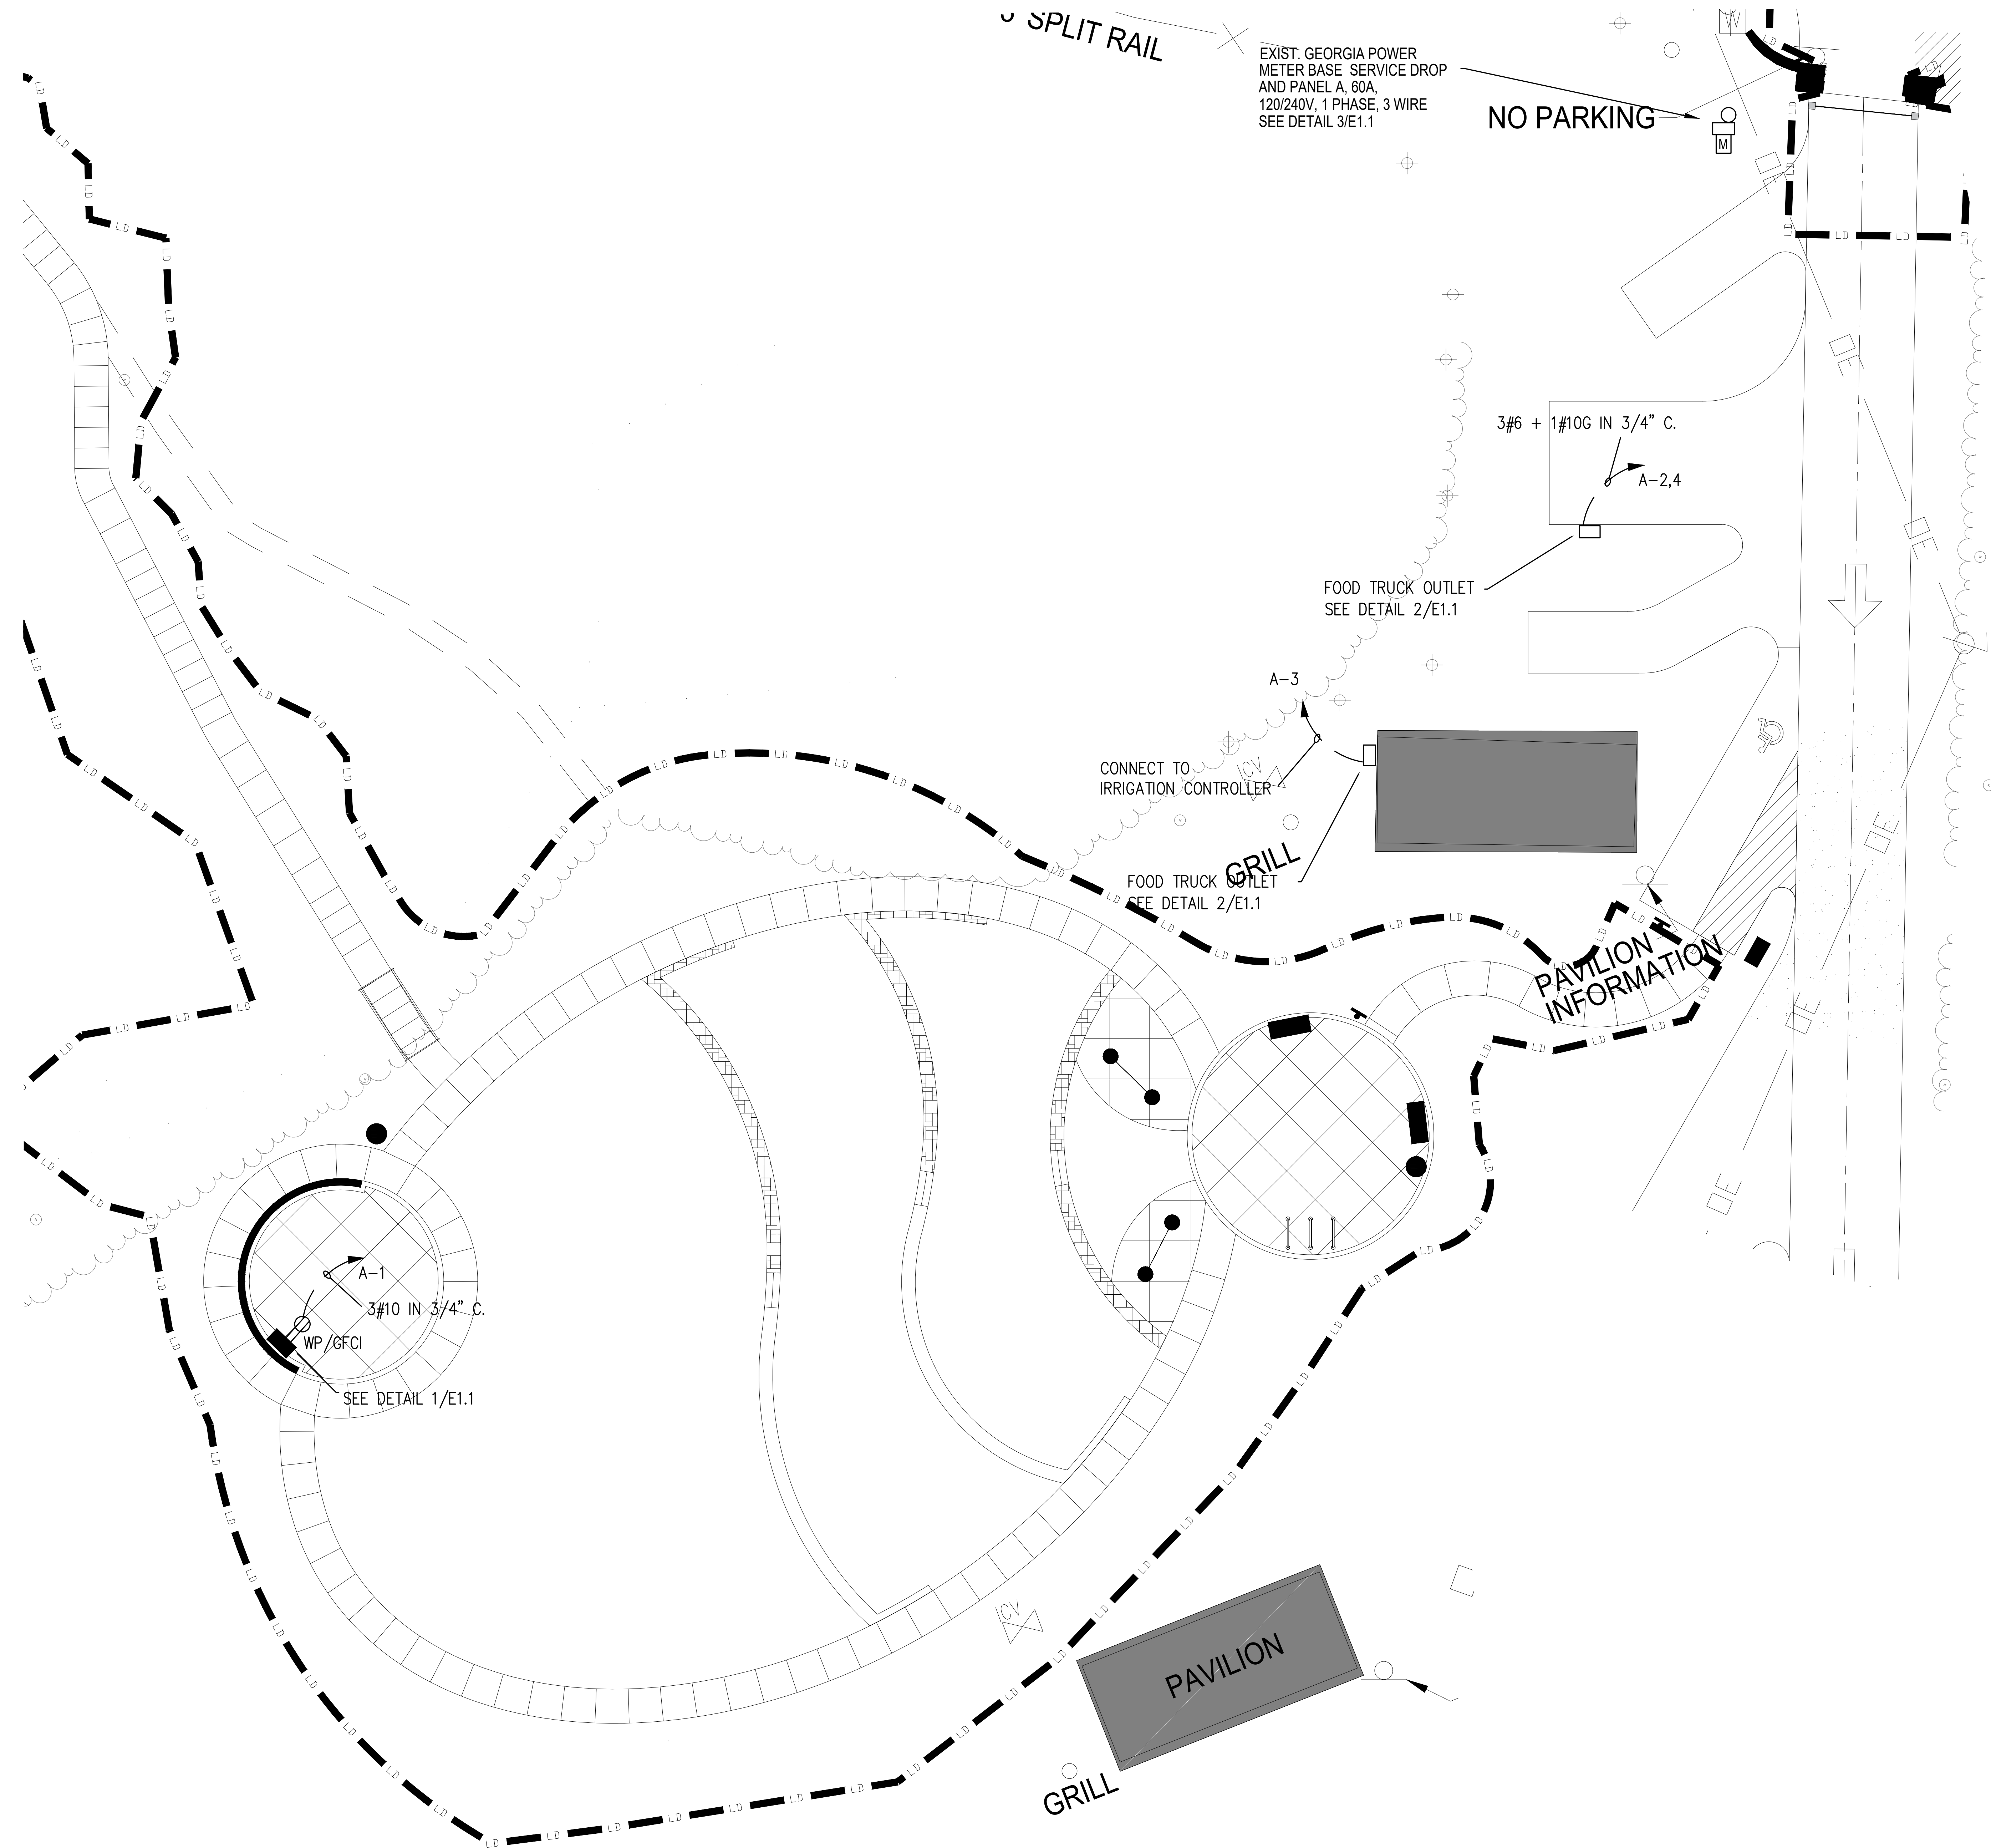 SPLIT RAIL
EXIST. GEORGIA POWER
METER BASE SERVICE DROP
AND PANEL A, 60A,
120/240V, 1 PHASE, 3 WIRE
SEE DETAIL 3/E1.1
NO PARKING
W
M
3#6 + 1#10G IN 3/4" C.
A-2,4
FOOD TRUCK OUTLET
SEE DETAIL 2/E1.1
A-3
CONNECT TO
IRRIGATION CONTROLLER
ICV
GRILL
FOOD TRUCK OUTLET
SEE DETAIL 2/E1.1
PAVILION
INFORMATION
A-1
3#10 IN 3/4" C.
WP/GFCI
SEE DETAIL 1/E1.1
ICV
PAVILION
GRILL
LD
OE